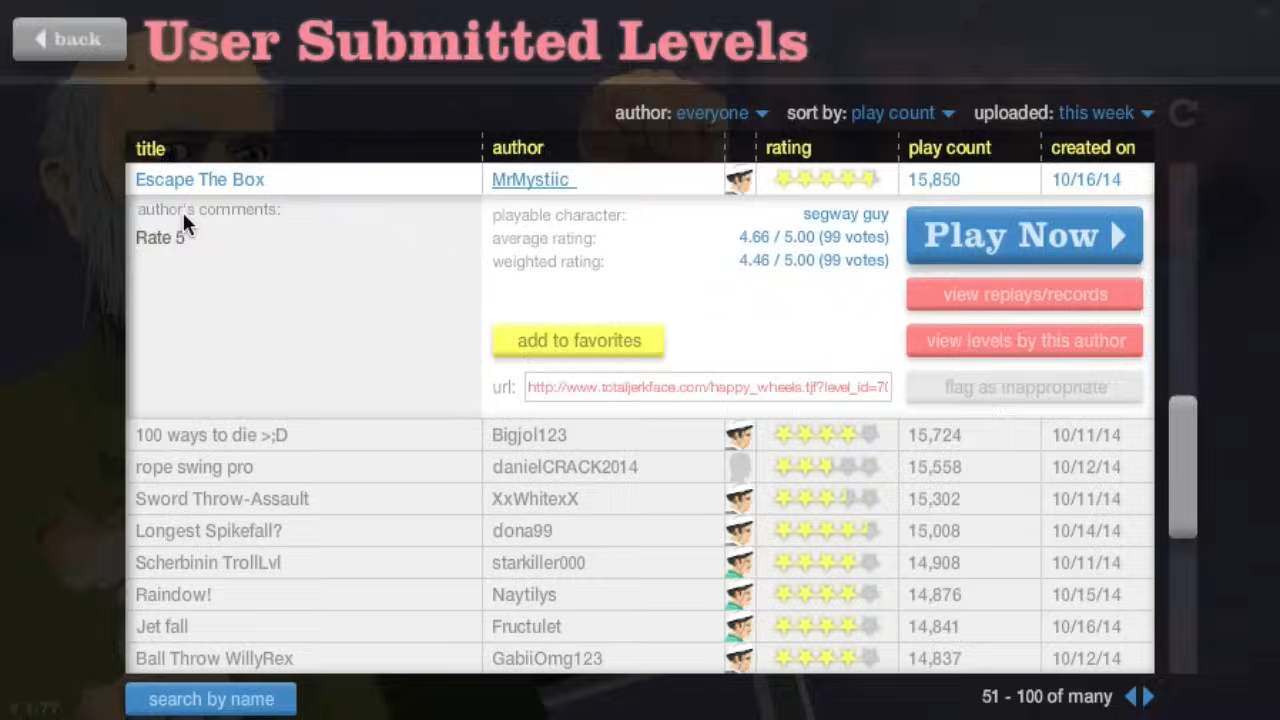 back
User Submitted Levels
author: everyone sort by: play count uploaded: this week
title author rating play count created on
Escape The Box MrMystiic 15,850 10/16/14
author's comments:
Rate 5
playable character: segway guy
average rating: 4.66 / 5.00 (99 votes)
weighted rating: 4.46 / 5.00 (99 votes)
Play Now
view replays/records
add to favorites
view levels by this author
url: http://www.totaljerkface.com/happy_wheels.tjf?level_id=7(
flag as inappropriate
100 ways to die >;D Bigjol123 15,724 10/11/14
rope swing pro danielCRACK2014 15,558 10/12/14
Sword Throw-Assault XxWhitexX 15,302 10/11/14
Longest Spikefall? dona99 15,008 10/14/14
Scherbinin TrollLvl starkiller000 14,908 10/11/14
Raindow! Naytilys 14,876 10/15/14
Jet fall Fructulet 14,841 10/16/14
Ball Throw WillyRex GabiiOmg123 14,837 10/12/14
search by name
51 - 100 of many